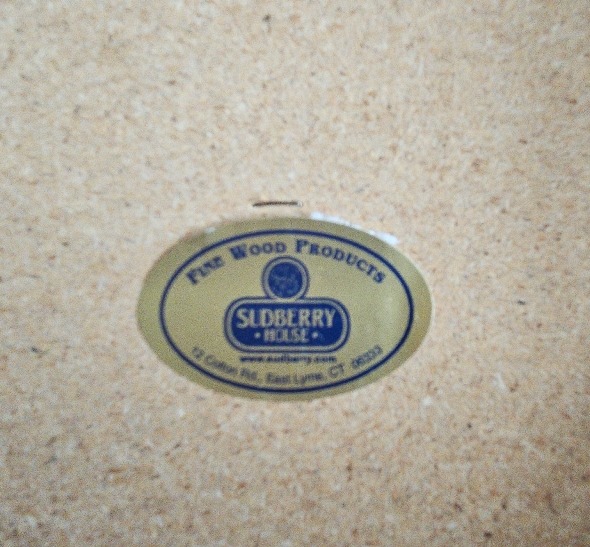 FINE WOOD PRODUCTS
SUDBERRY
HOUSE
www.sudberry.com
12 Colton Rd., East Lyme, CT 06333